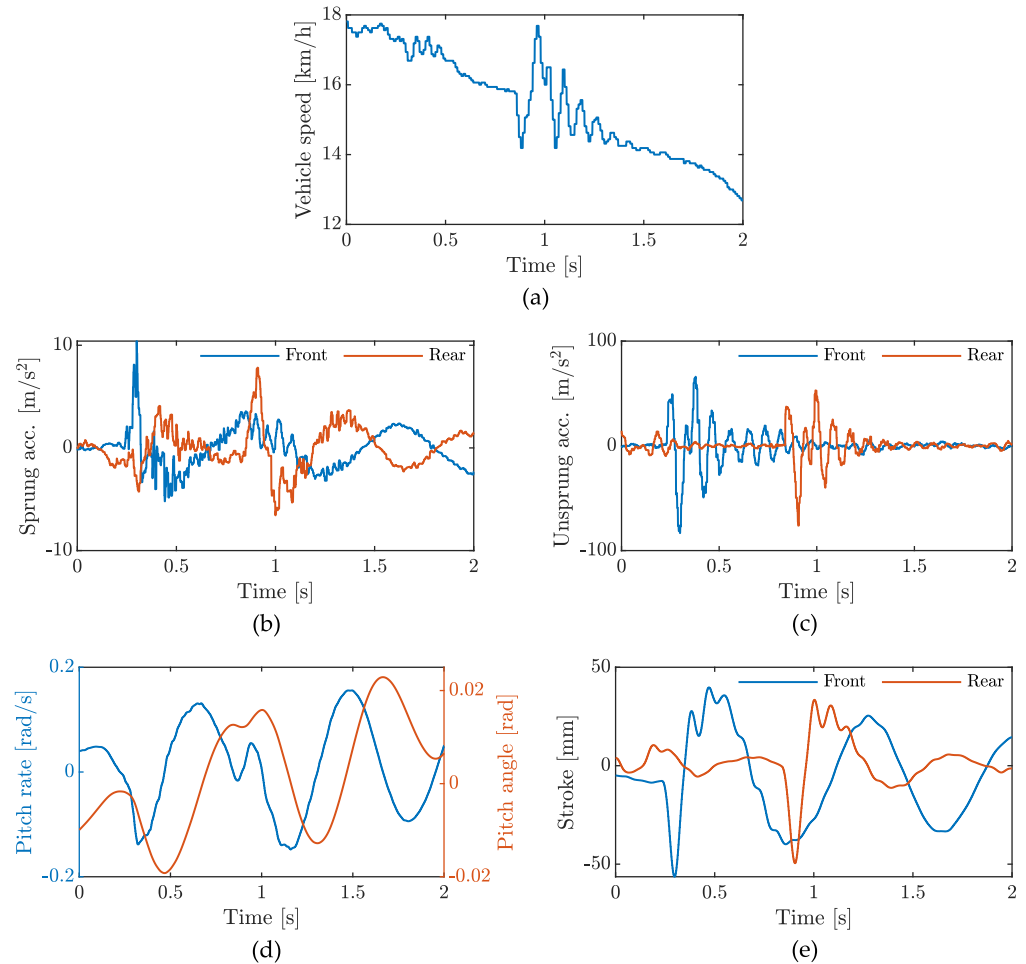 18
16
14
12
Vehicle speed [km/h]
0 0.5 1 1.5 2
Time [s]
(a)
10
0
-10
Sprung acc. [m/s²]
Front Rear
0 0.5 1 1.5 2
Time [s]
(b)
100
0
-100
Unsprung acc. [m/s²]
Front Rear
0 0.5 1 1.5 2
Time [s]
(c)
0.2
0
-0.2
Pitch rate [rad/s]
0.02
0
-0.02
Pitch angle [rad]
0 0.5 1 1.5 2
Time [s]
(d)
50
0
-50
Stroke [mm]
Front Rear
0 0.5 1 1.5 2
Time [s]
(e)